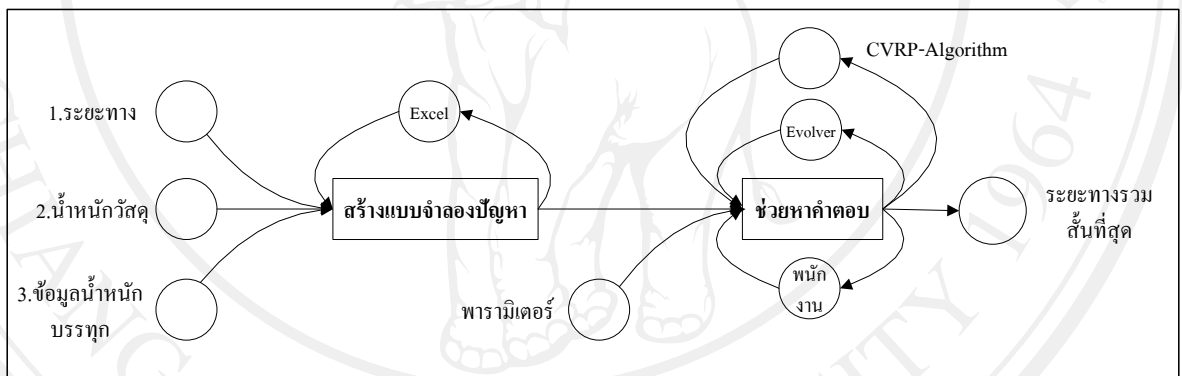 CVRP-Algorithm
1.ระยะทาง
Excel
Evolver
2.น้ำหนักวัสดุ
สร้างแบบจำลองปัญหา
ช่วยหาคำตอบ
ระยะทางรวม
สั้นที่สุด
3.ข้อมูลน้ำหนัก
บรรทุก
พารามิเตอร์
พนัก
งาน
CHIANG
UNIVERSITY 1964